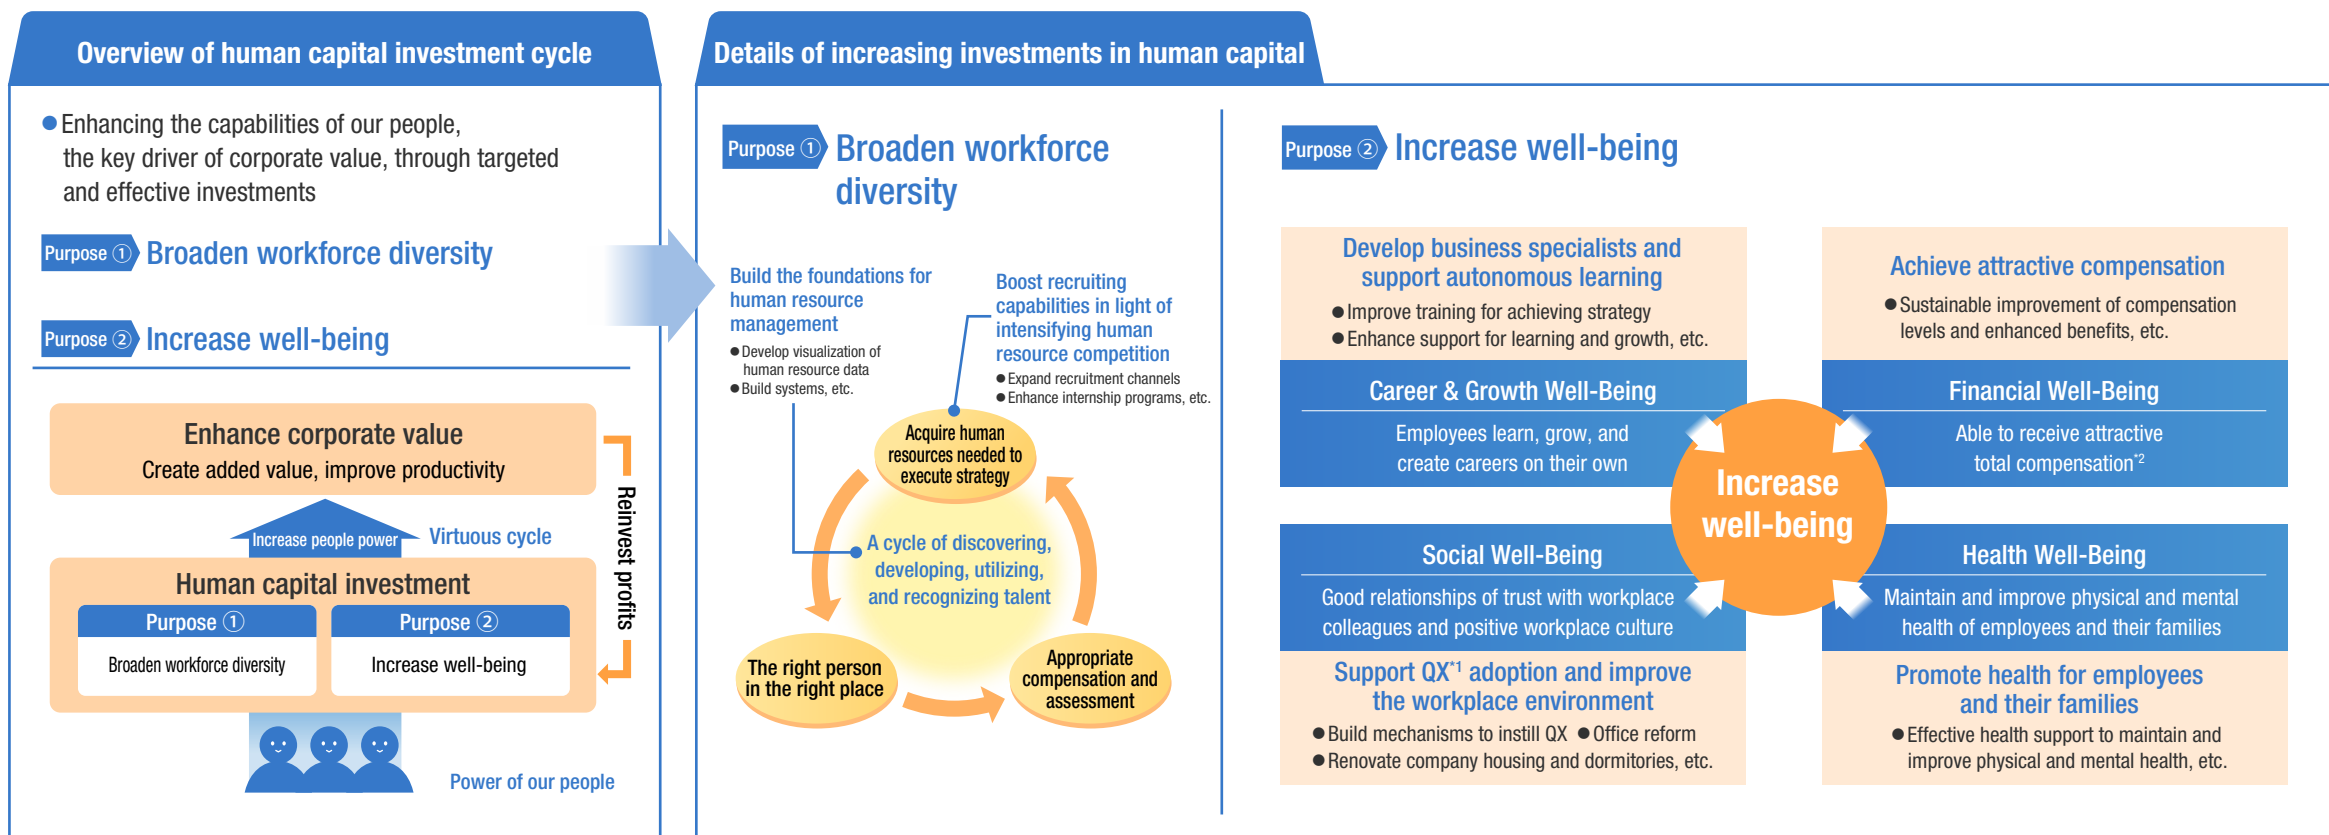 Overview of human capital investment cycle
● Enhancing the capabilities of our people,
the key driver of corporate value, through targeted
and effective investments
Purpose ① Broaden workforce diversity
Purpose ② Increase well-being
Enhance corporate value
Create added value, improve productivity
Increase people power
Virtuous cycle
Reinvest profits
Human capital investment
Purpose ①
Broaden workforce diversity
Purpose ②
Increase well-being
Power of our people
Details of increasing investments in human capital
Purpose ① Broaden workforce
diversity
Build the foundations for
human resource
management
● Develop visualization of
human resource data
● Build systems, etc.
Boost recruiting
capabilities in light of
intensifying human
resource competition
● Expand recruitment channels
● Enhance internship programs, etc.
Acquire human
resources needed to
execute strategy
A cycle of discovering,
developing, utilizing,
and recognizing talent
The right person
in the right place
Appropriate
compensation and
assessment
Purpose ② Increase well-being
Develop business specialists and
support autonomous learning
● Improve training for achieving strategy
● Enhance support for learning and growth, etc.
Career & Growth Well-Being
Employees learn, grow, and
create careers on their own
Achieve attractive compensation
● Sustainable improvement of compensation
levels and enhanced benefits, etc.
Financial Well-Being
Able to receive attractive
total compensation*2
Increase
well-being
Social Well-Being
Good relationships of trust with workplace
colleagues and positive workplace culture
Support QX*1 adoption and improve
the workplace environment
● Build mechanisms to instill QX ● Office reform
● Renovate company housing and dormitories, etc.
Health Well-Being
Maintain and improve physical and mental
health of employees and their families
Promote health for employees
and their families
● Effective health support to maintain and
improve physical and mental health, etc.